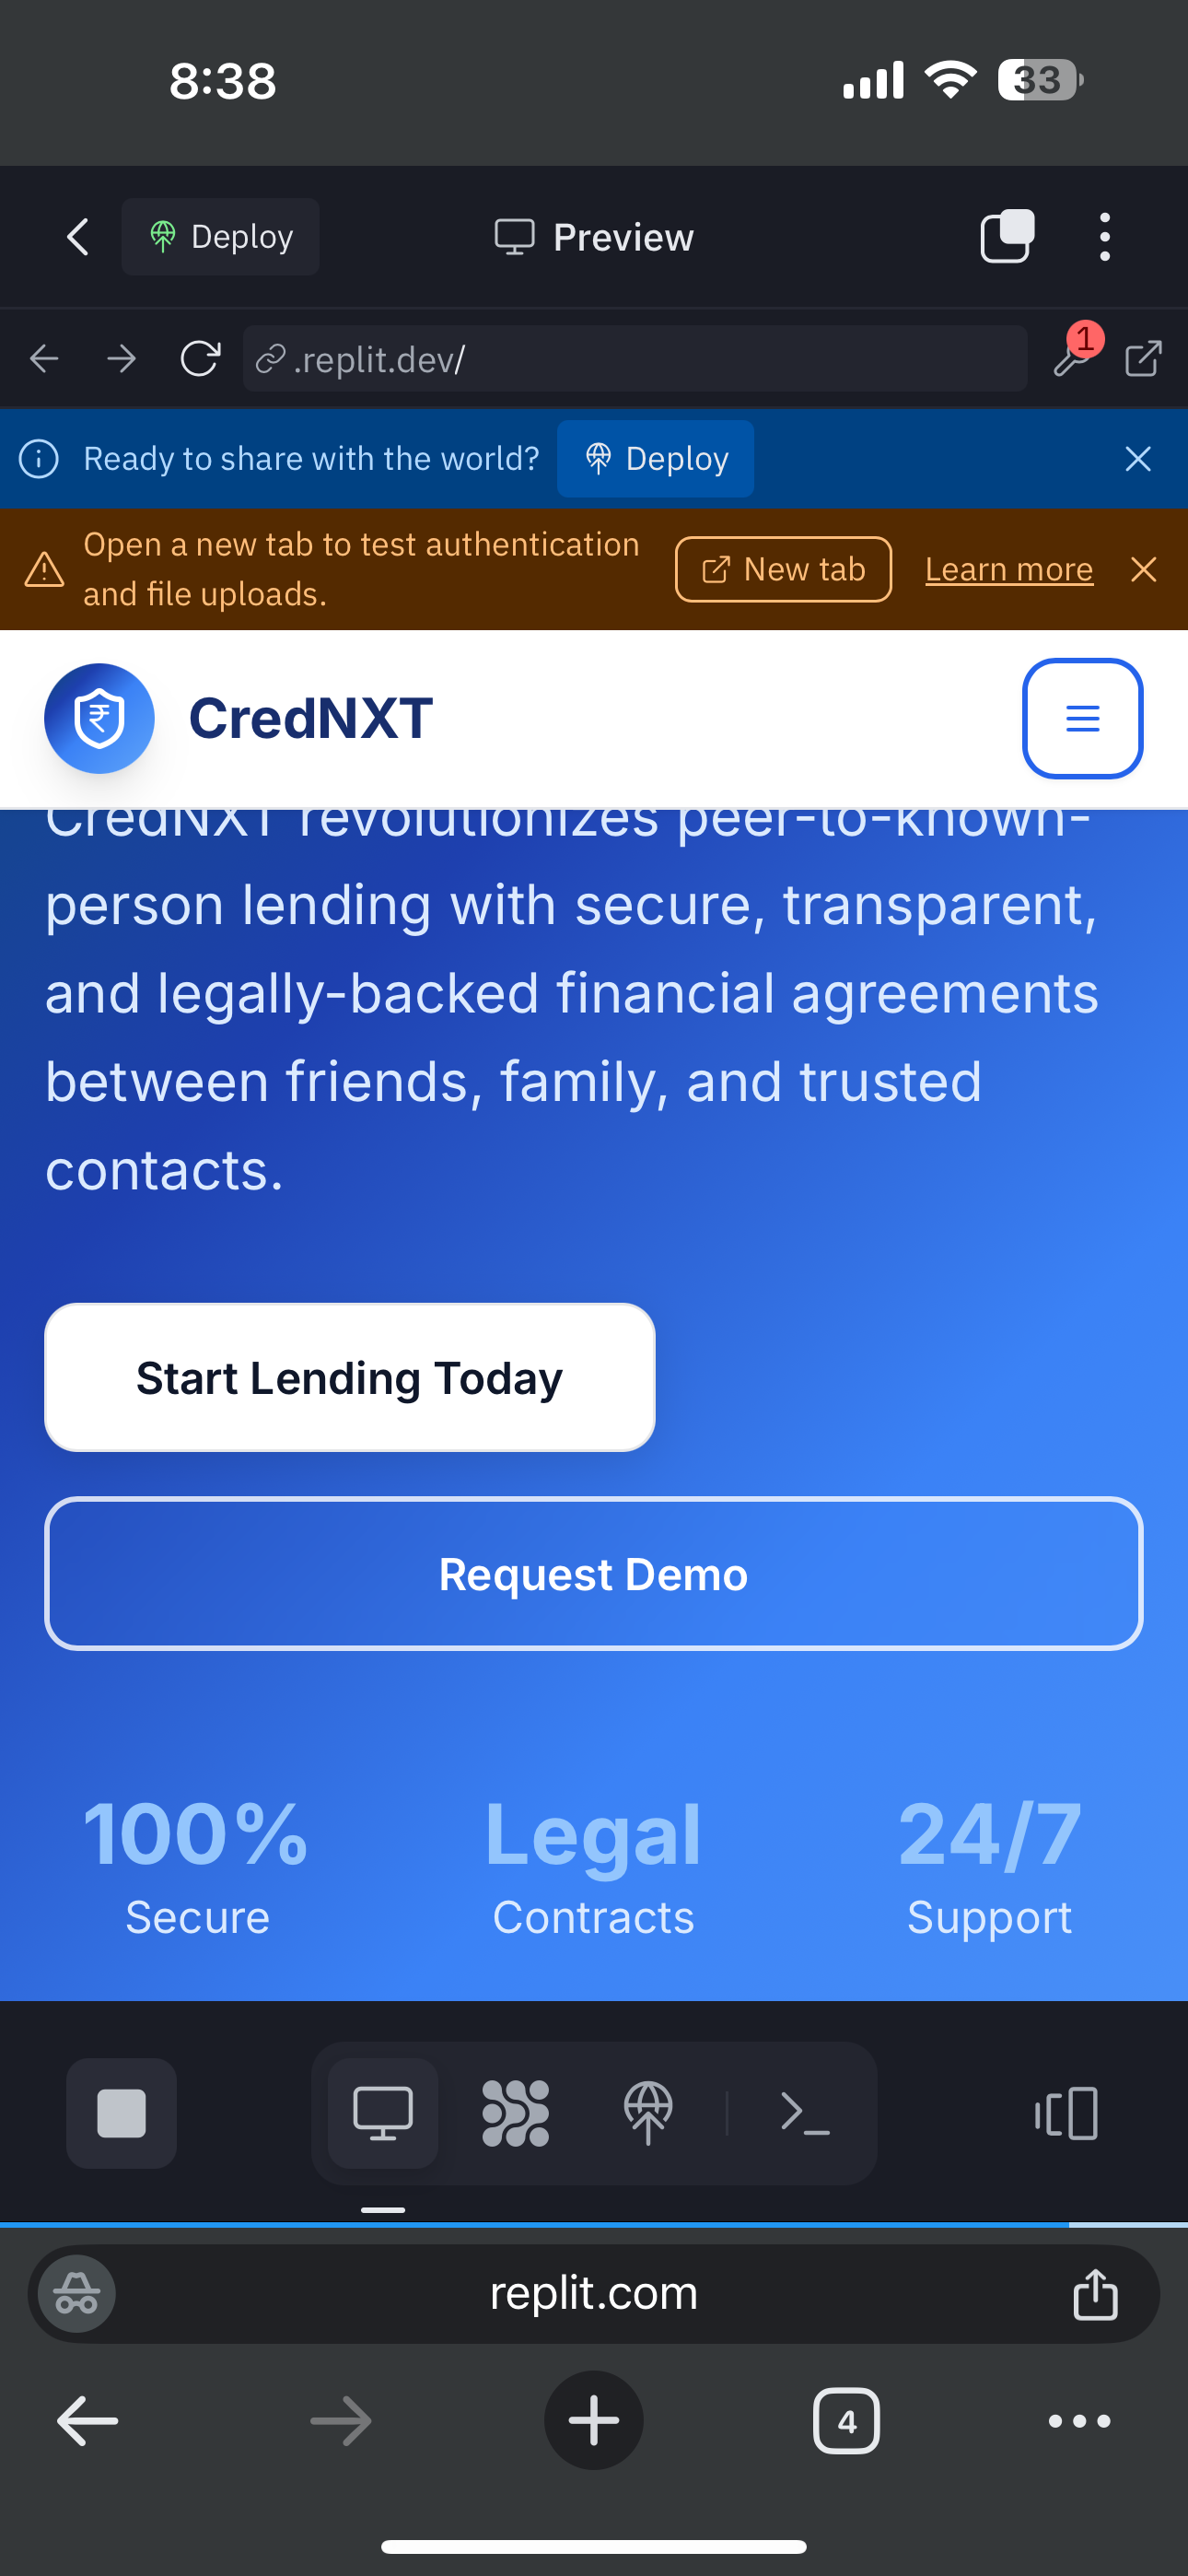 8:38
33
Deploy
Preview
.replit.dev/
1
Ready to share with the world?
Deploy
Open a new tab to test authentication
and file uploads.
New tab
Learn more
CredNXT
CredNXT revolutionizes peer-to-known-
person lending with secure, transparent,
and legally-backed financial agreements
between friends, family, and trusted
contacts.
Start Lending Today
Request Demo
100%
Legal
24/7
Secure
Contracts
Support
replit.com
4